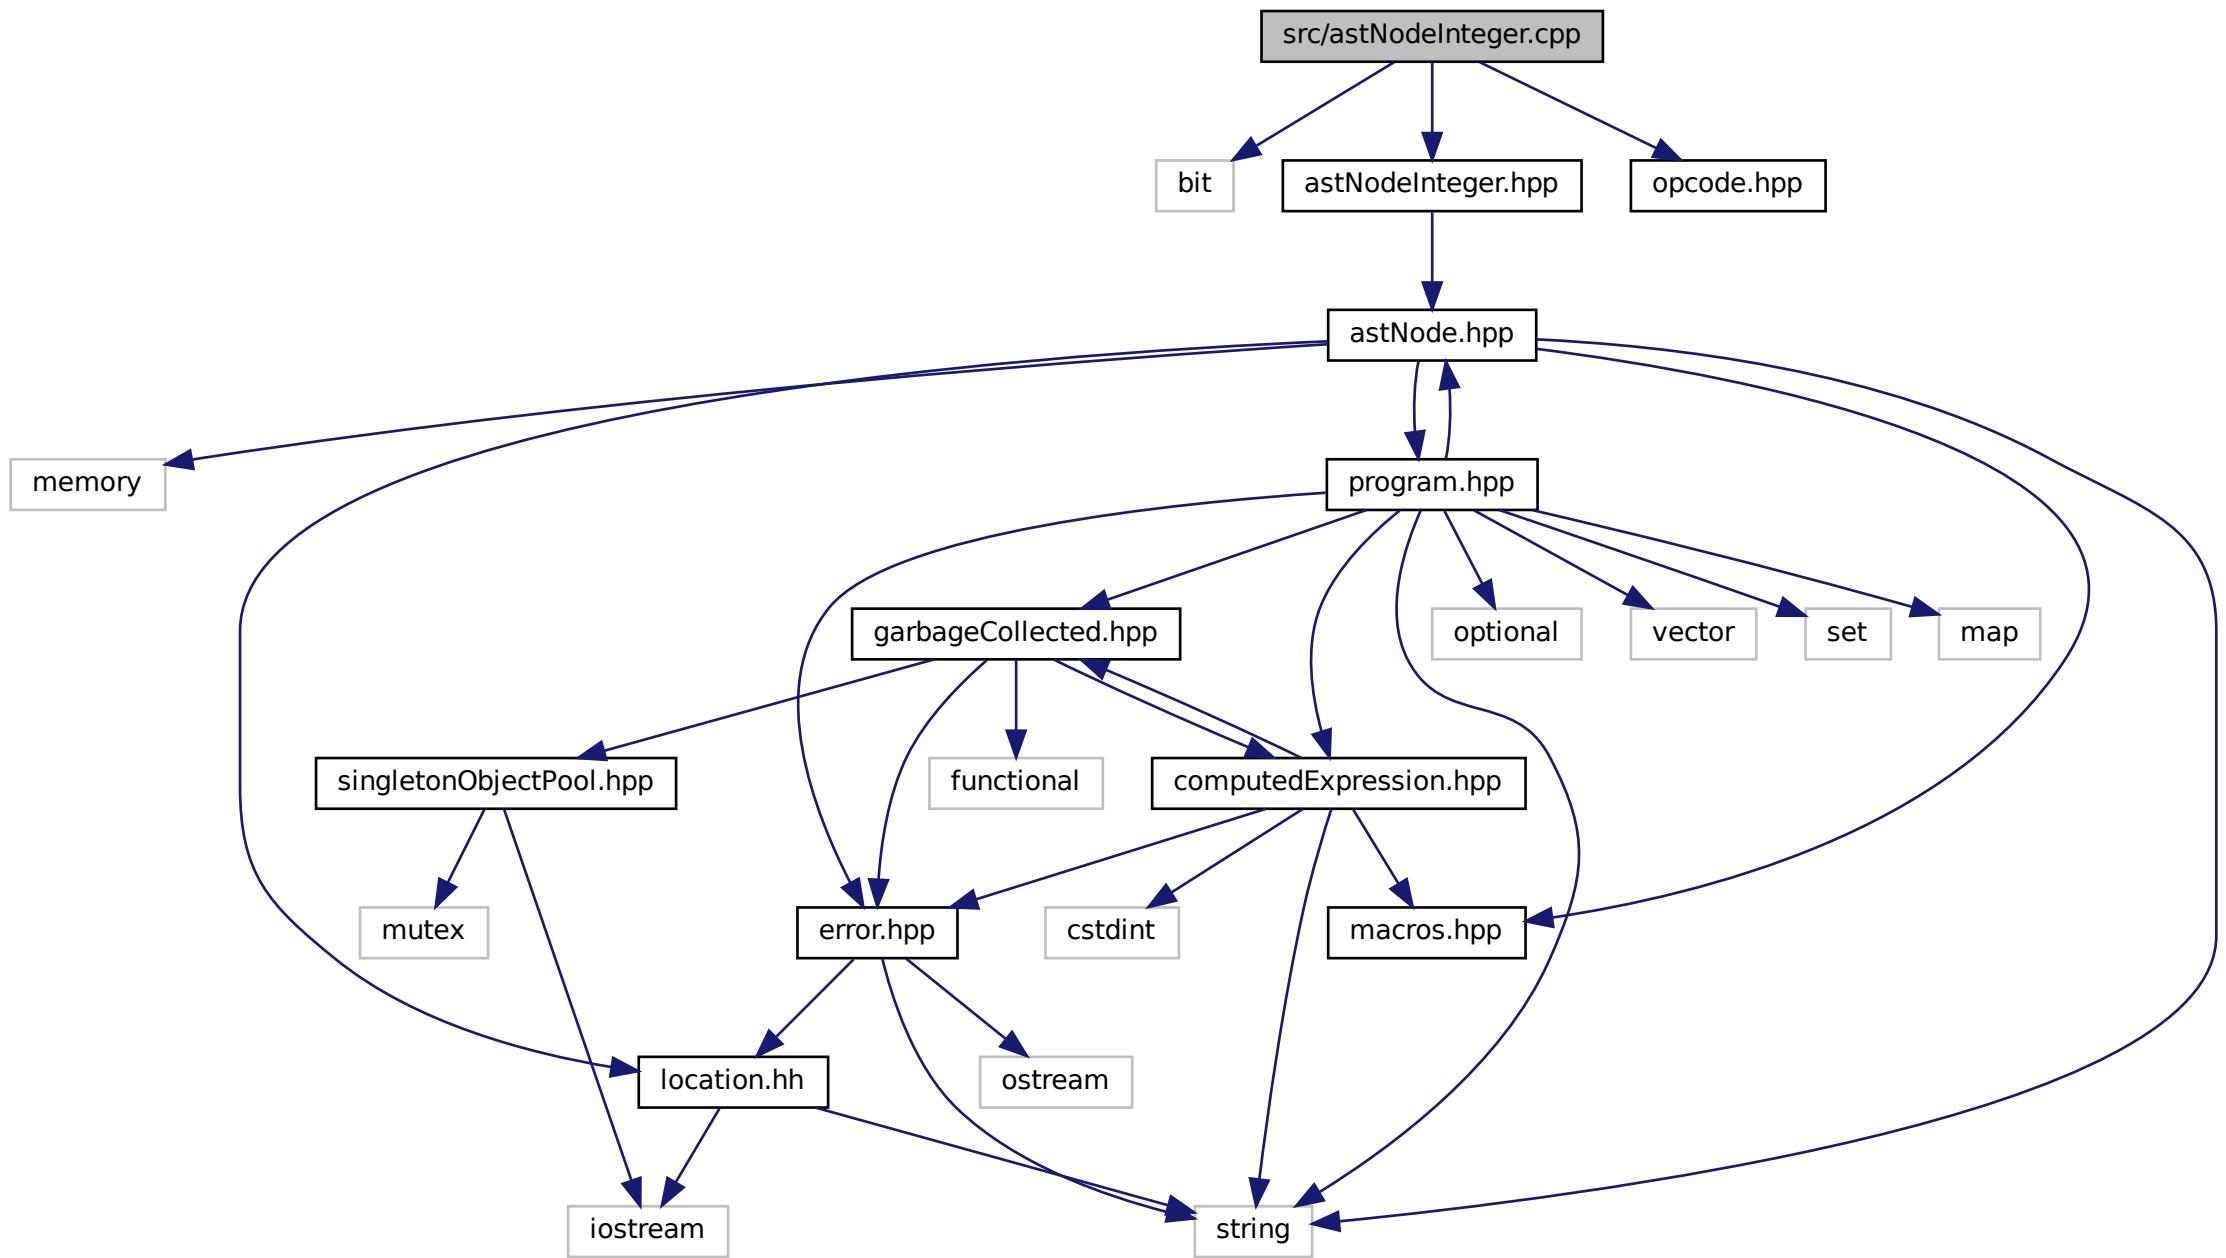 src/astNodeInteger.cpp
bit
astNodeInteger.hpp
opcode.hpp
astNode.hpp
memory
program.hpp
garbageCollected.hpp
optional
vector
set
map
singletonObjectPool.hpp
functional
computedExpression.hpp
mutex
error.hpp
cstdint
macros.hpp
location.hh
ostream
iostream
string